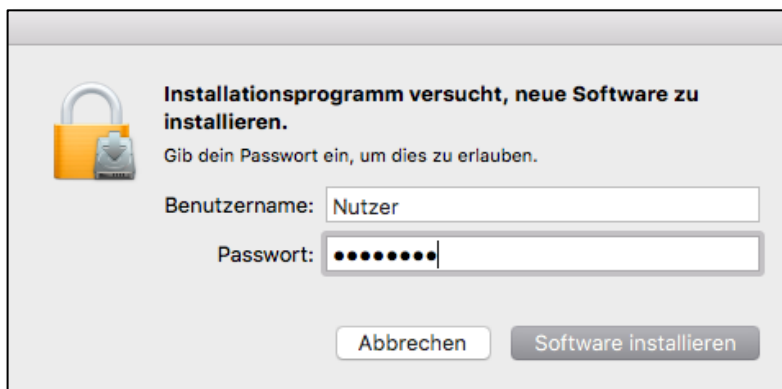 Installationsprogramm versucht, neue Software zu
installieren.
Gib dein Passwort ein, um dies zu erlauben.
Benutzername: Nutzer
Passwort: ●●●●●●●●
Abbrechen Software installieren